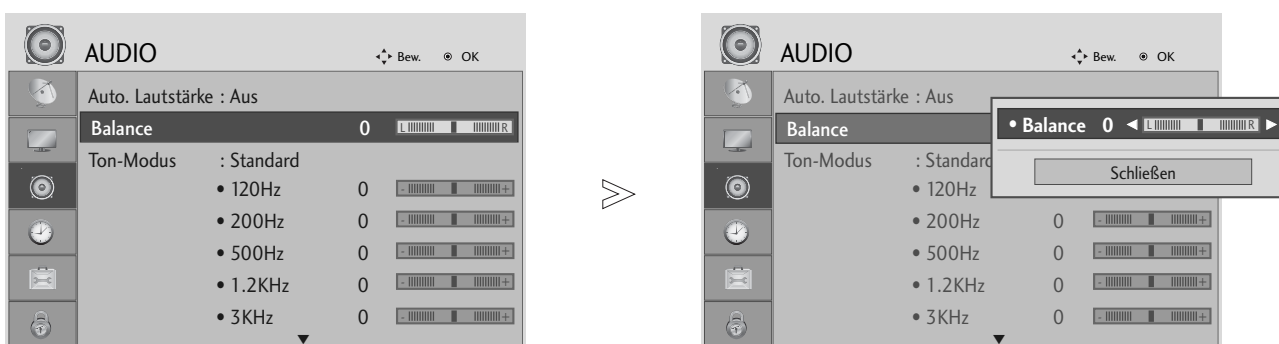 AUDIO
Bew. OK
Auto. Lautstärke : Aus
Balance 0 L R
Ton-Modus : Standard
• 120Hz 0 - +
• 200Hz 0 - +
• 500Hz 0 - +
• 1.2KHz 0 - +
• 3KHz 0 - +
AUDIO
Bew. OK
Auto. Lautstärke : Aus
Balance
• Balance 0 L R
Schließen
Ton-Modus : Standard
• 120Hz
• 200Hz 0 - +
• 500Hz 0 - +
• 1.2KHz 0 - +
• 3KHz 0 - +